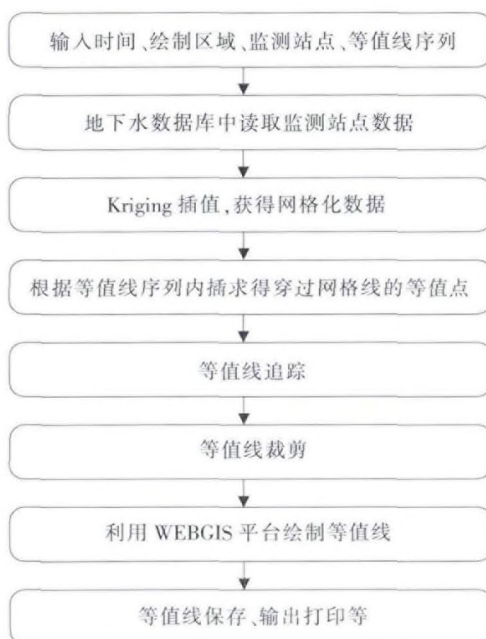 输入时间、绘制区域、监测站点、等值线序列
地下水数据库中读取监测站点数据
Kriging 插值,获得网格化数据
根据等值线序列内插求得穿过网格线的等值点
等值线追踪
等值线裁剪
利用 WEBGIS 平台绘制等值线
等值线保存、输出打印等